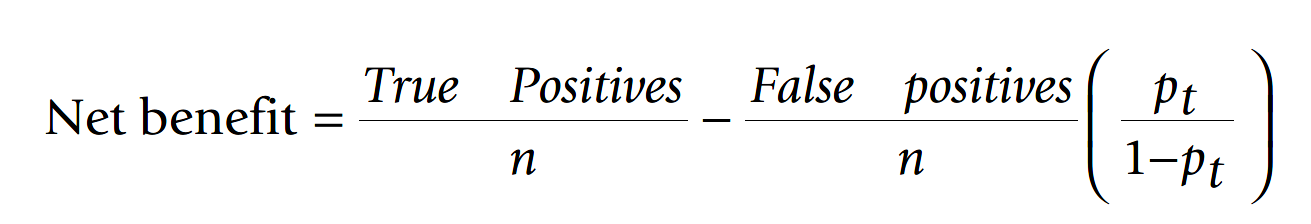 Net benefit = True Positives / n − False positives / n ( p_t / 1−p_t )